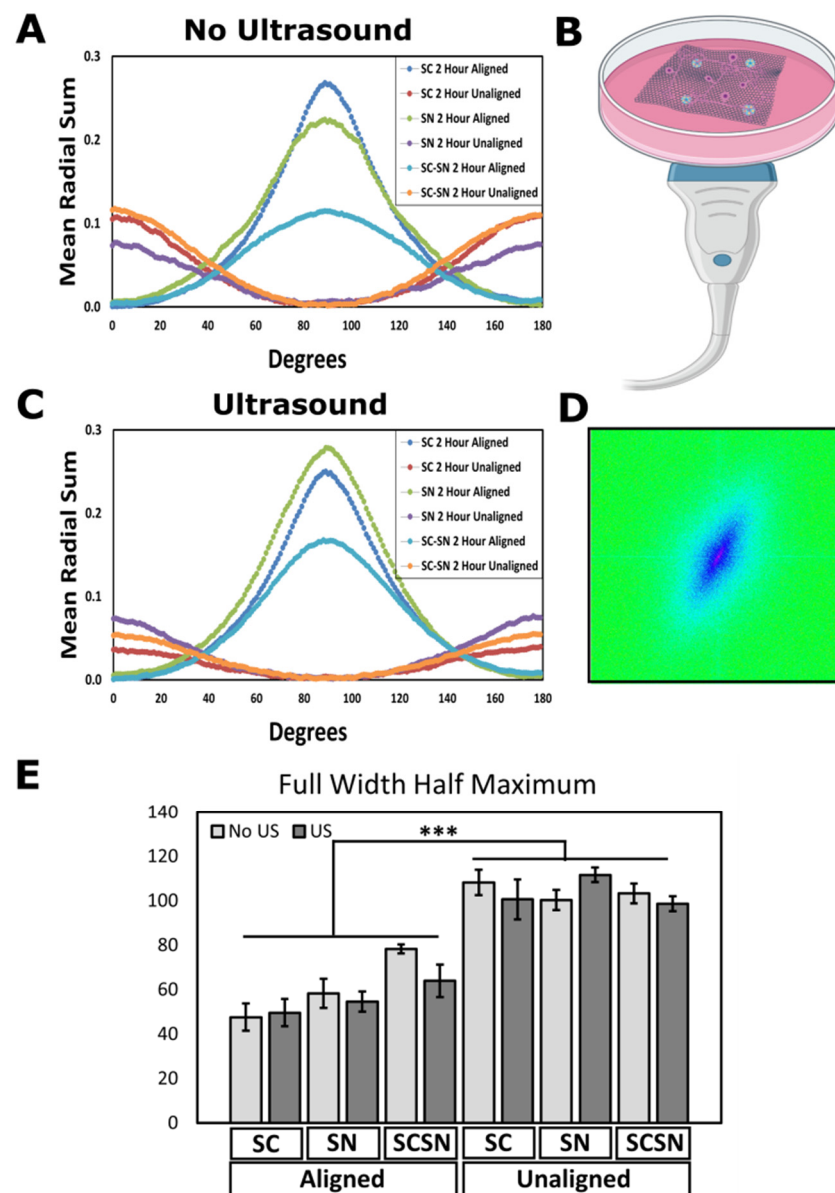 A
No Ultrasound
Mean Radial Sum
0.3
0.2
0.1
0.0
0 20 40 60 80 100 120 140 160 180
Degrees
SC 2 Hour Aligned
SC 2 Hour Unaligned
SN 2 Hour Aligned
SN 2 Hour Unaligned
SC-SN 2 Hour Aligned
SC-SN 2 Hour Unaligned
B
C
Ultrasound
Mean Radial Sum
0.3
0.2
0.1
0.0
0 20 40 60 80 100 120 140 160 180
Degrees
SC 2 Hour Aligned
SC 2 Hour Unaligned
SN 2 Hour Aligned
SN 2 Hour Unaligned
SC-SN 2 Hour Aligned
SC-SN 2 Hour Unaligned
D
E
Full Width Half Maximum
140
120
100
80
60
40
20
0
No US US
***
SC SN SCSN SC SN SCSN
Aligned Unaligned